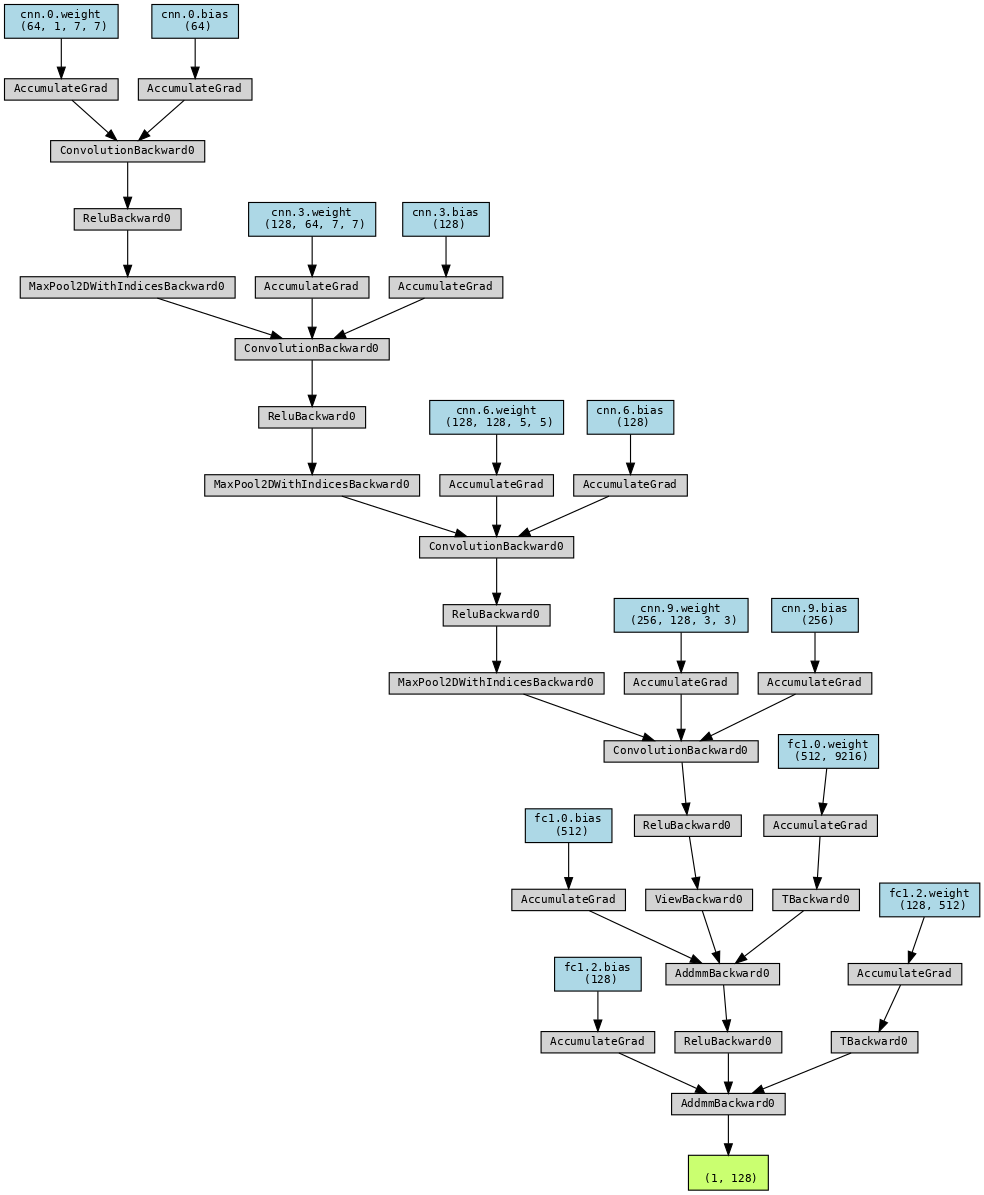 cnn.0.weight
(64, 1, 7, 7)
cnn.0.bias
(64)
AccumulateGrad
AccumulateGrad
ConvolutionBackward0
ReluBackward0
cnn.3.weight
(128, 64, 7, 7)
cnn.3.bias
(128)
MaxPool2DWithIndicesBackward0
AccumulateGrad
AccumulateGrad
ConvolutionBackward0
ReluBackward0
cnn.6.weight
(128, 128, 5, 5)
cnn.6.bias
(128)
MaxPool2DWithIndicesBackward0
AccumulateGrad
AccumulateGrad
ConvolutionBackward0
ReluBackward0
cnn.9.weight
(256, 128, 3, 3)
cnn.9.bias
(256)
MaxPool2DWithIndicesBackward0
AccumulateGrad
AccumulateGrad
ConvolutionBackward0
fc1.0.weight
(512, 9216)
fc1.0.bias
(512)
ReluBackward0
AccumulateGrad
AccumulateGrad
ViewBackward0
TBackward0
fc1.2.weight
(128, 512)
fc1.2.bias
(128)
AddmmBackward0
AccumulateGrad
AccumulateGrad
ReluBackward0
TBackward0
AddmmBackward0
(1, 128)